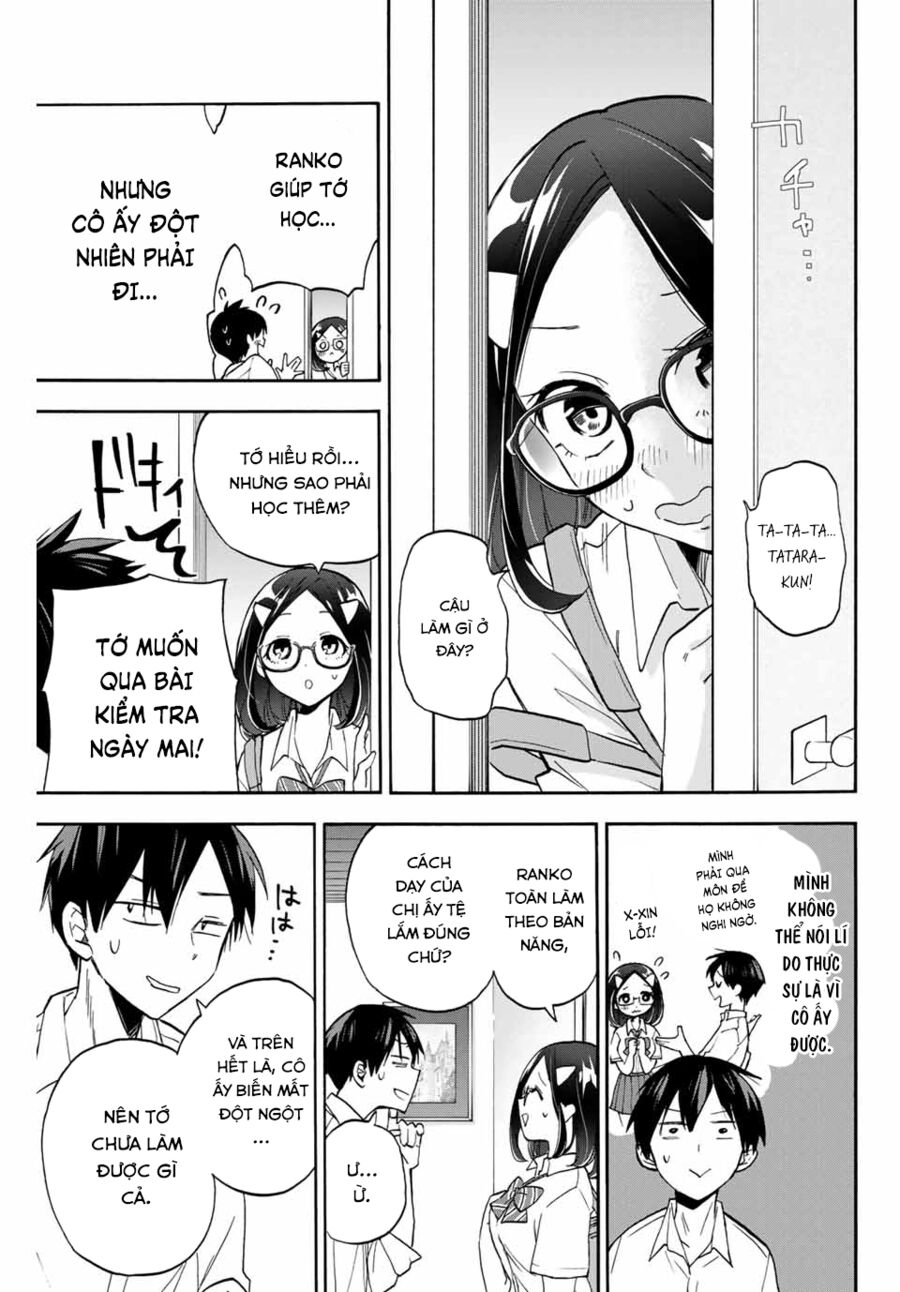 カチャ…
TA-TA-TA...
TATARA-
KUN!
CẬU
LÀM GÌ Ở
ĐÂY?
RANKO
GIÚP TỚ
HỌC...
NHƯNG
CÔ ẤY ĐỘT
NHIÊN PHẢI
ĐI...
TỚ HIỂU RỒI...
NHƯNG SAO PHẢI
HỌC THÊM?
ドキィ
TỚ MUỐN
QUA BÀI
KIỂM TRA
NGÀY MAI!
MÌNH
KHÔNG
THỂ NÓI LÍ
DO THỰC
SỰ LÀ VÌ
CÔ ẤY
ĐƯỢC.
MÌNH
PHẢI QUA
MÔN ĐỂ
HỌ KHÔNG
NGHI NGỜ.
X-XIN
LỖI!
RANKO
TOÀN LÀM
THEO BẢN
NĂNG,
CÁCH
DẠY CỦA
CHỊ ẤY TỆ
LẮM ĐÚNG
CHỨ?
Ư...
Ừ.
はは…
VÀ TRÊN
HẾT LÀ, CÔ
ẤY BIẾN MẤT
ĐỘT NGỘT
...
NÊN TỚ
CHƯA LÀM
ĐƯỢC GÌ
CẢ.